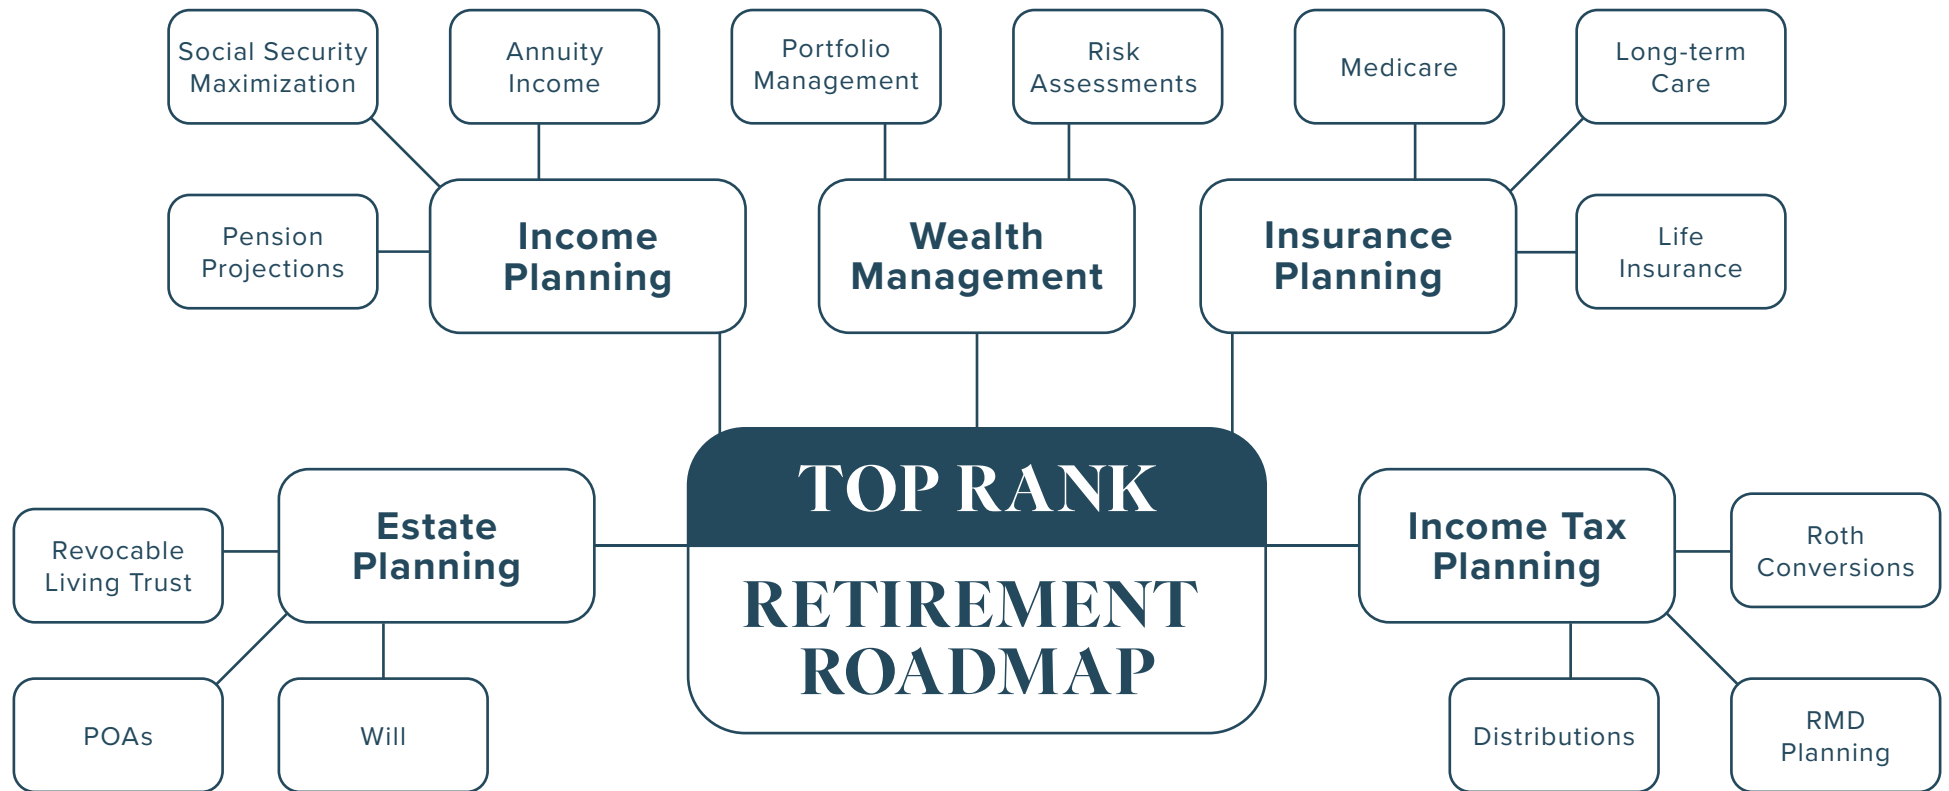 Social Security
Maximization
Annuity
Income
Portfolio
Management
Risk
Assessments
Medicare
Long-term
Care
Pension
Projections
Income
Planning
Wealth
Management
Insurance
Planning
Life
Insurance
TOP RANK
RETIREMENT
ROADMAP
Estate
Planning
Revocable
Living Trust
POAs
Will
Income Tax
Planning
Roth
Conversions
Distributions
RMD
Planning